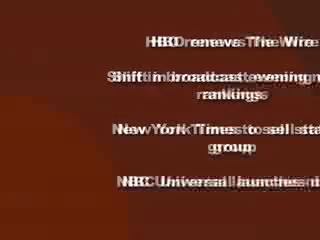 HBO renews The Wire
Shift in broadcast evening
rankings
New York Times to sell
group
NBC Universal launches